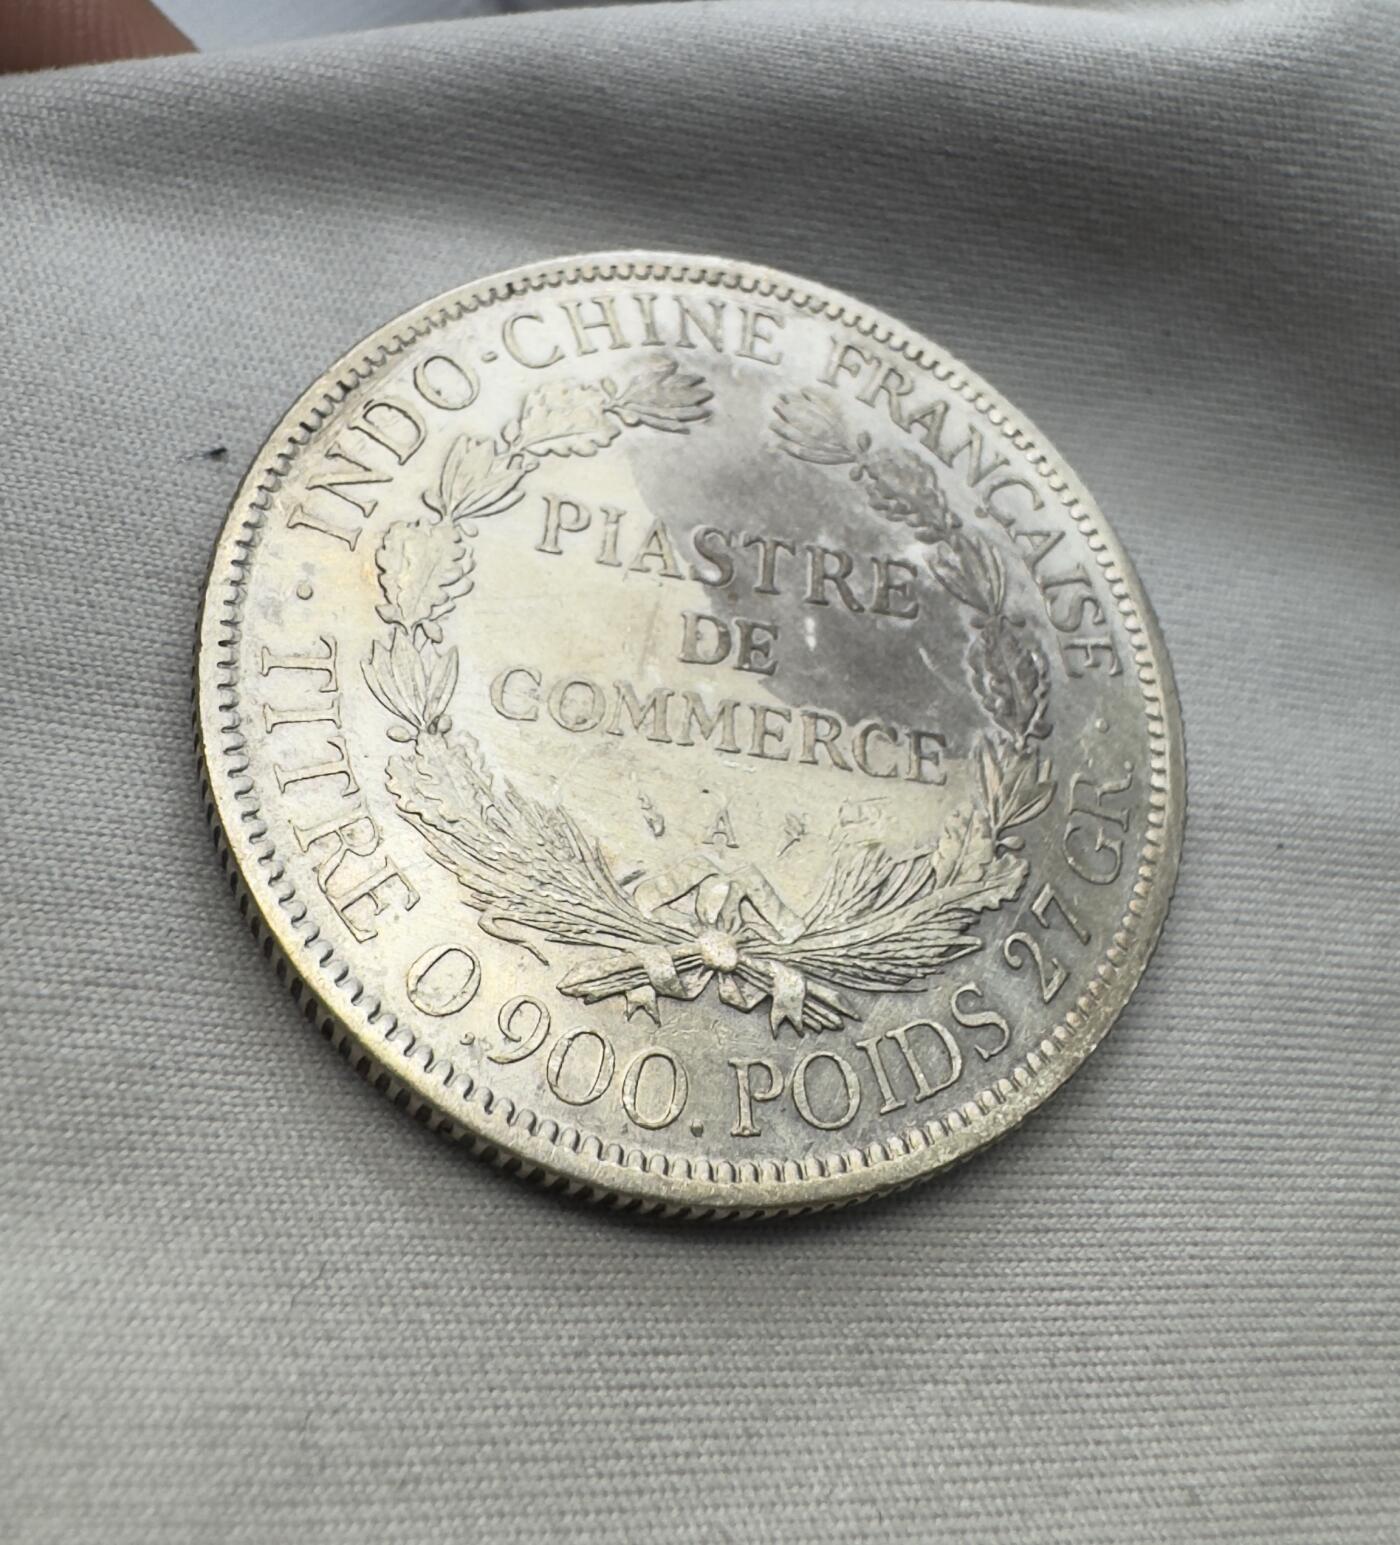 INDO-CHINE FRANÇAISE
PIASTRE
DE
COMMERCE
A
TITRE 0,900. POIDS 27 GR.